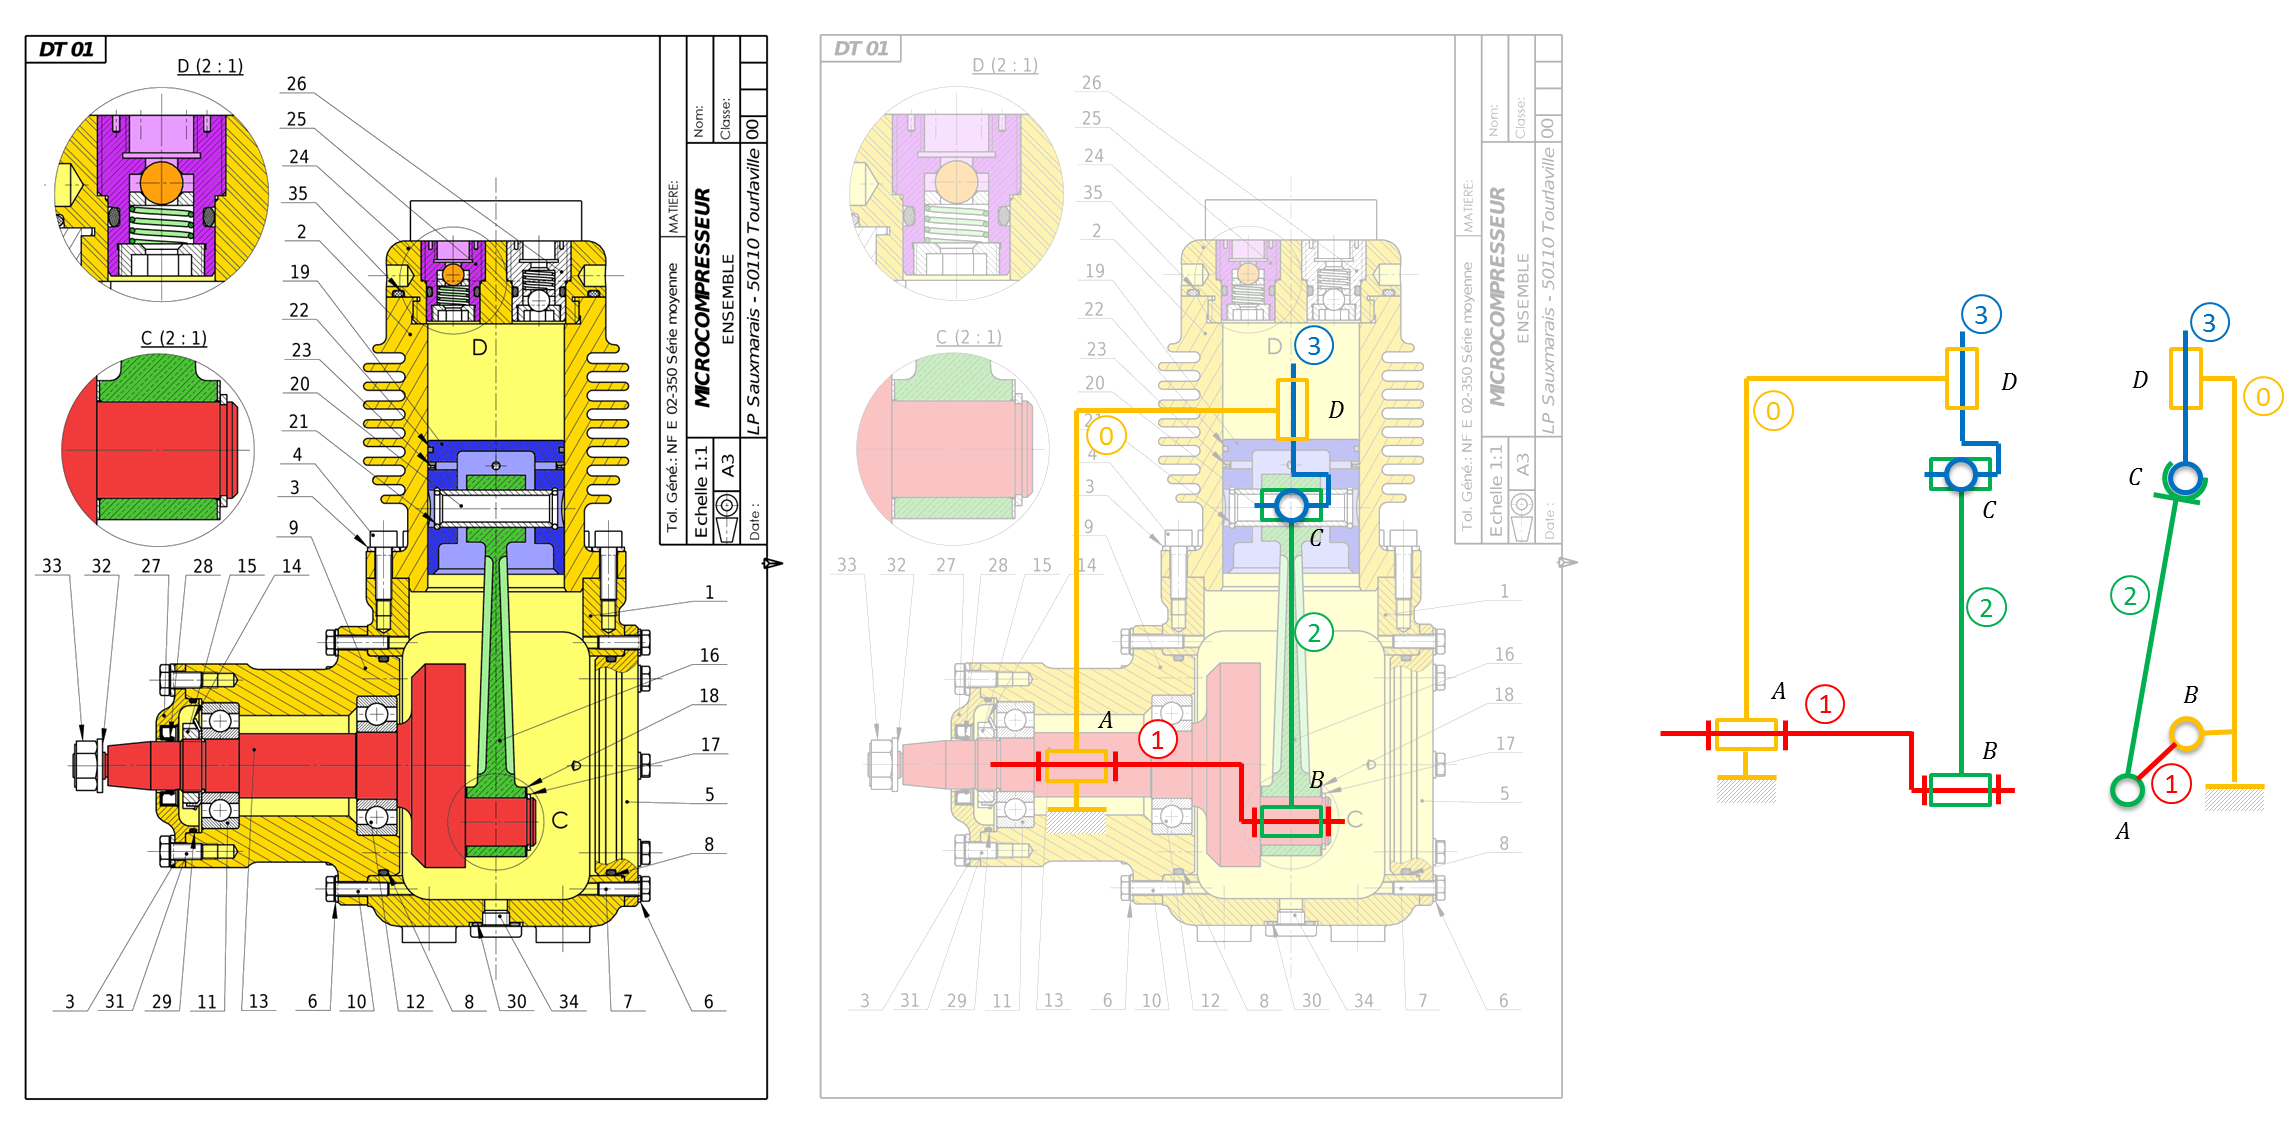 DT 01
D (2 : 1)
26
25
24
35
2
19
22
23
20
21
4
3
9
C (2 : 1)
D
33
32
27
28
15
14
1
16
18
17
5
8
C
3
31
29
11
13
6
10
12
8
30
34
7
6
MATIERE:
Tol. Géné.: NF E 02-350 Série moyenne
Nom:
Classe:
MICROCOMPRESSEUR
ENSEMBLE
Echelle 1:1
A3
00
LP Sauxmarais - 50110 Tourlaville
Date :
DT 01
D (2 : 1)
26
25
24
35
2
19
22
23
20
21
4
3
9
C (2 : 1)
D
33
32
27
28
15
14
1
16
18
17
5
8
C
3
31
29
11
13
6
10
12
8
30
34
7
6
MATIERE:
Tol. Géné.: NF E 02-350 Série moyenne
Nom:
Classe:
MICROCOMPRESSEUR
ENSEMBLE
Echelle 1:1
A3
00
LP Sauxmarais - 50110 Tourlaville
Date :
3
D
0
C
2
A
1
B
3
D
0
C
2
A
1
B
3
D
0
C
2
B
1
A